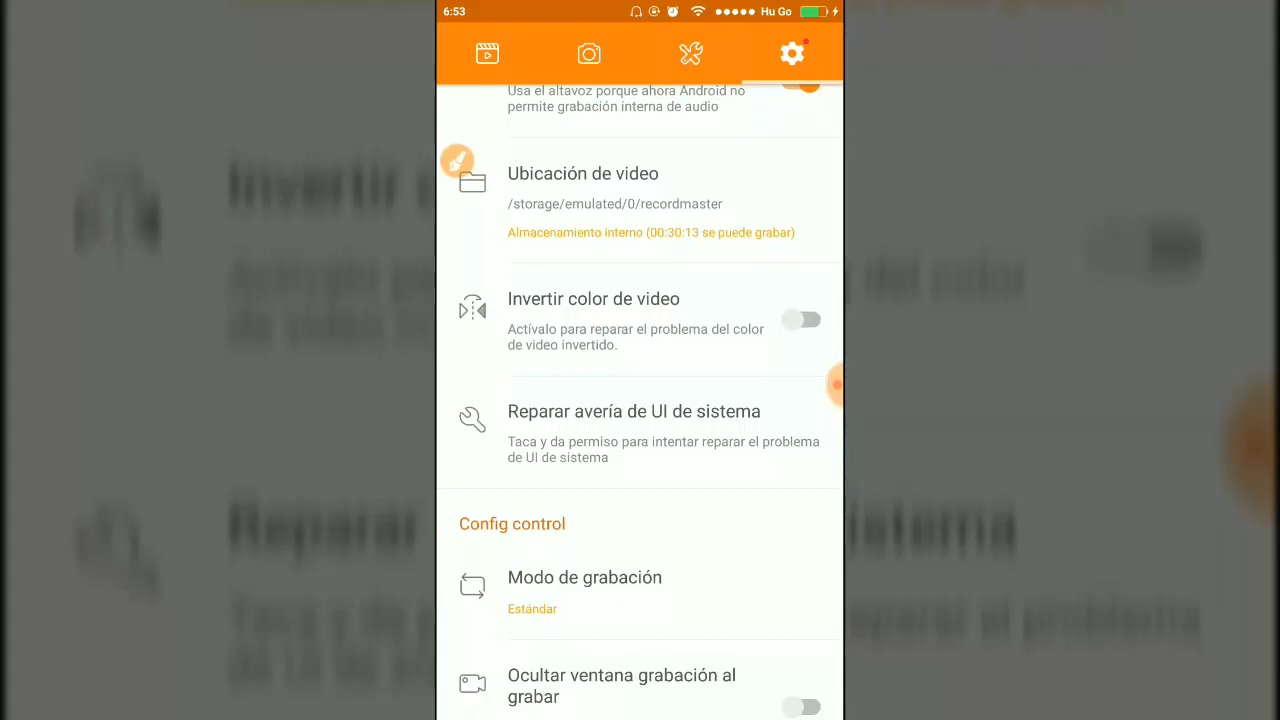 6:53
Hu Go
Usa el altavoz porque ahora Android no
permite grabación interna de audio
Ubicación de video
/storage/emulated/0/recordmaster
Almacenamiento interno (00:30:13 se puede grabar)
Invertir color de video
Actívalo para reparar el problema del color
de video invertido.
Reparar avería de UI de sistema
Taca y da permiso para intentar reparar el problema
de UI de sistema
Config control
Modo de grabación
Estándar
Ocultar ventana grabación al
grabar